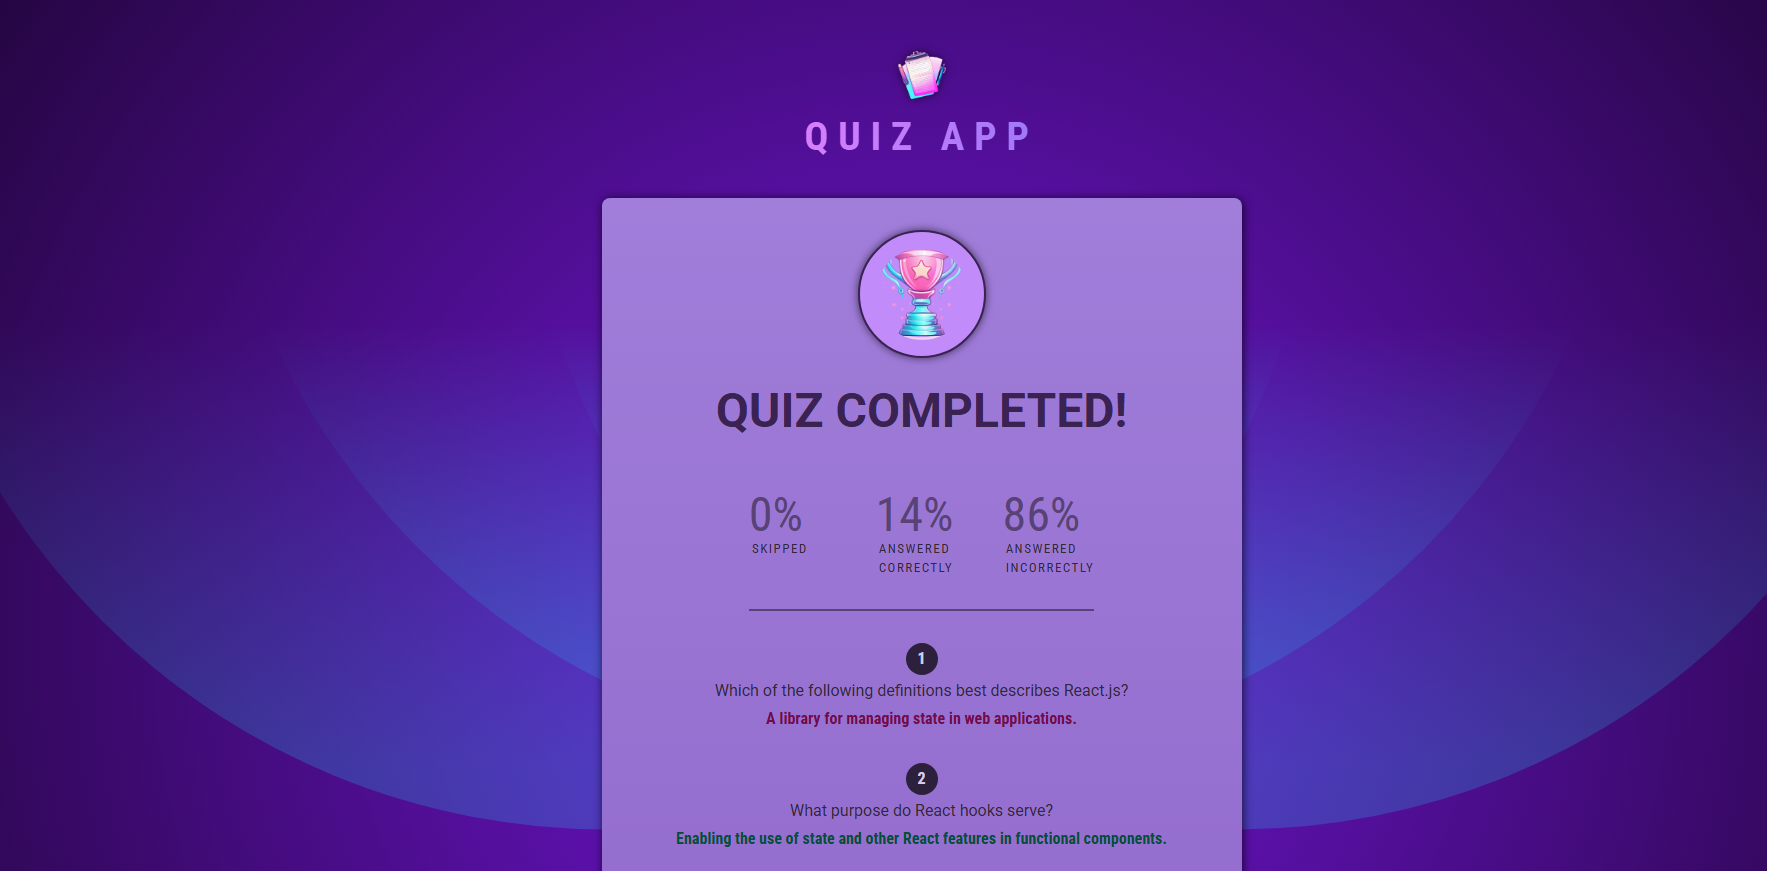 QUIZ APP
QUIZ COMPLETED!
0% 14% 86%
SKIPPED ANSWERED ANSWERED
CORRECTLY INCORRECTLY
1
Which of the following definitions best describes React.js?
A library for managing state in web applications.
2
What purpose do React hooks serve?
Enabling the use of state and other React features in functional components.